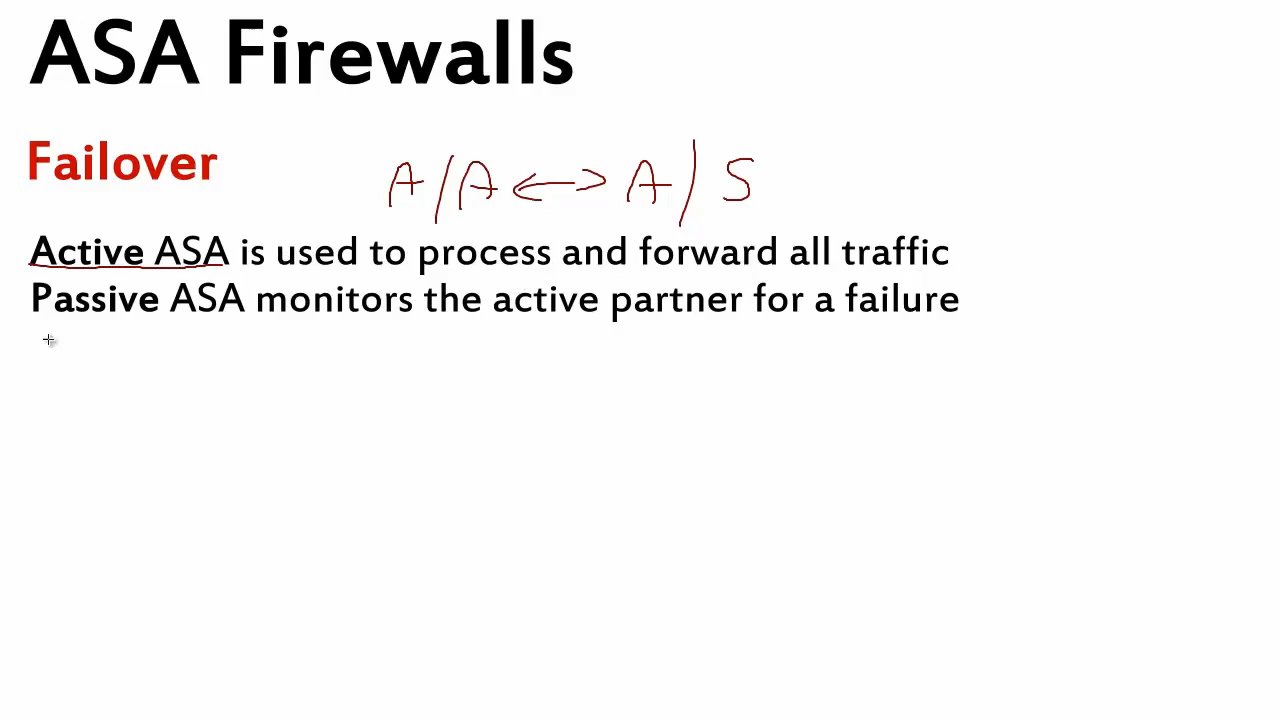 ASA Firewalls
Failover
A/A ↔ A/S
Active ASA is used to process and forward all traffic
Passive ASA monitors the active partner for a failure